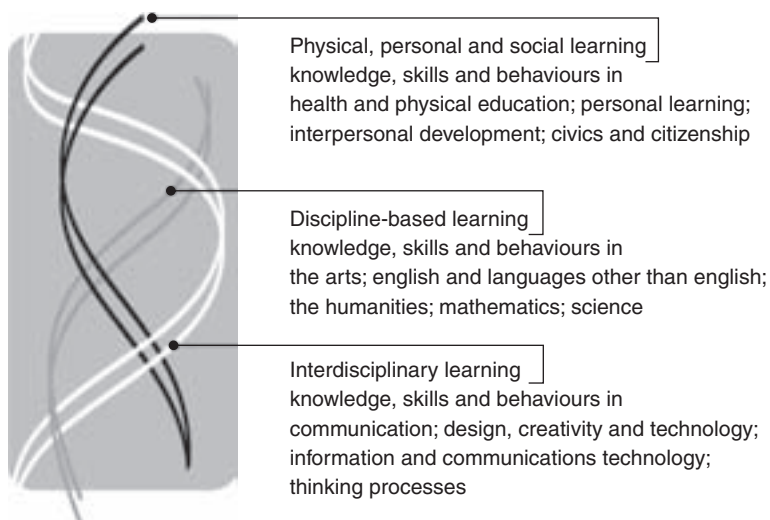 Physical, personal and social learning
knowledge, skills and behaviours in
health and physical education; personal learning;
interpersonal development; civics and citizenship
Discipline-based learning
knowledge, skills and behaviours in
the arts; english and languages other than english;
the humanities; mathematics; science
Interdisciplinary learning
knowledge, skills and behaviours in
communication; design, creativity and technology;
information and communications technology;
thinking processes